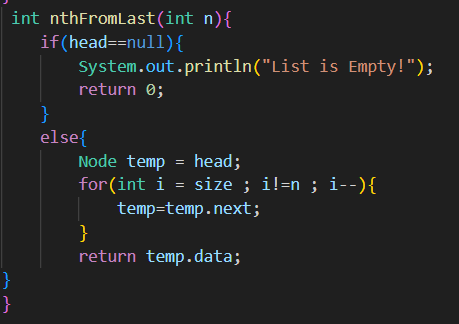 }
int nthFromLast(int n){
if(head==null){
System.out.println("List is Empty!");
return 0;
}
else{
Node temp = head;
for(int i = size ; i!=n ; i--){
temp=temp.next;
}
return temp.data;
}
}